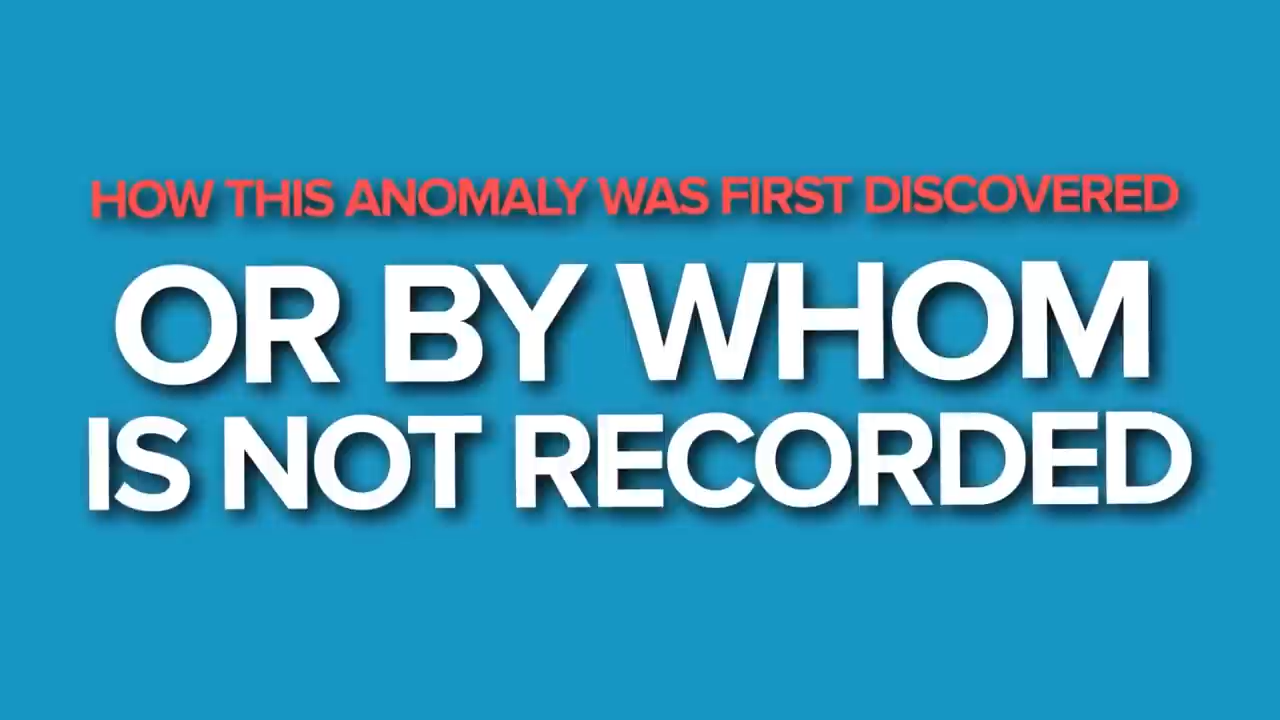 HOW THIS ANOMALY WAS FIRST DISCOVERED
OR BY WHOM
IS NOT RECORDED